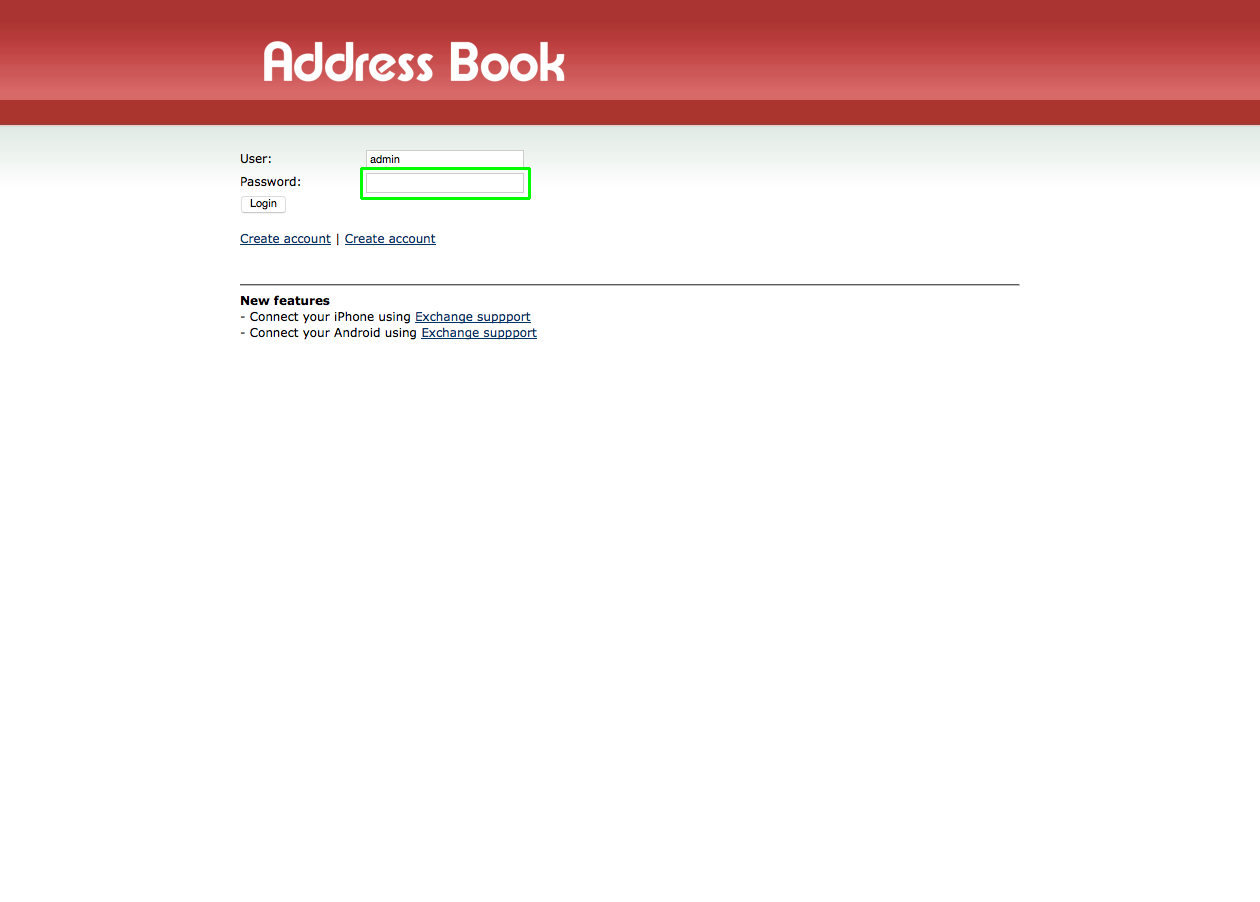 Address Book
User: admin
Password:
Login
Create account | Create account
New features
- Connect your iPhone using Exchange suppport
- Connect your Android using Exchange suppport